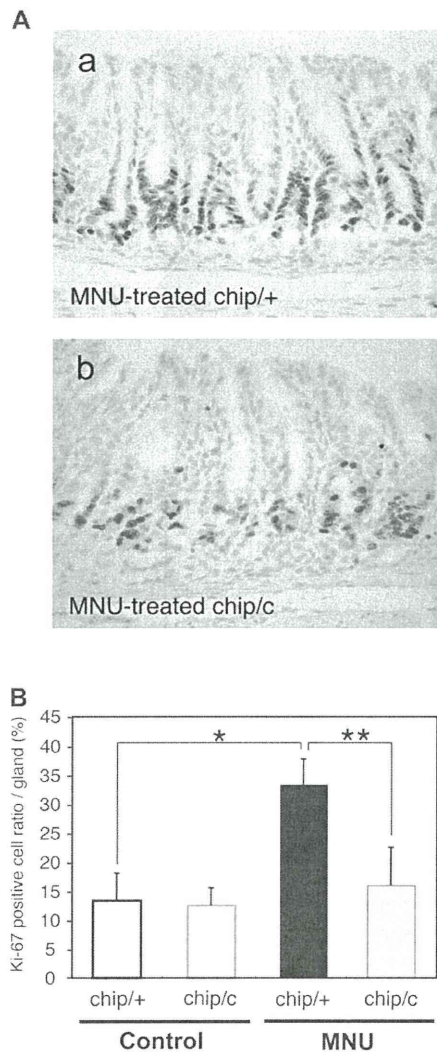 A
a
MNU-treated chip/+
b
MNU-treated chip/c
B
Ki-67 positive cell ratio / gland (%)
45
40
35
30
25
20
15
10
5
0
*
**
chip/+ chip/c chip/+ chip/c
Control MNU